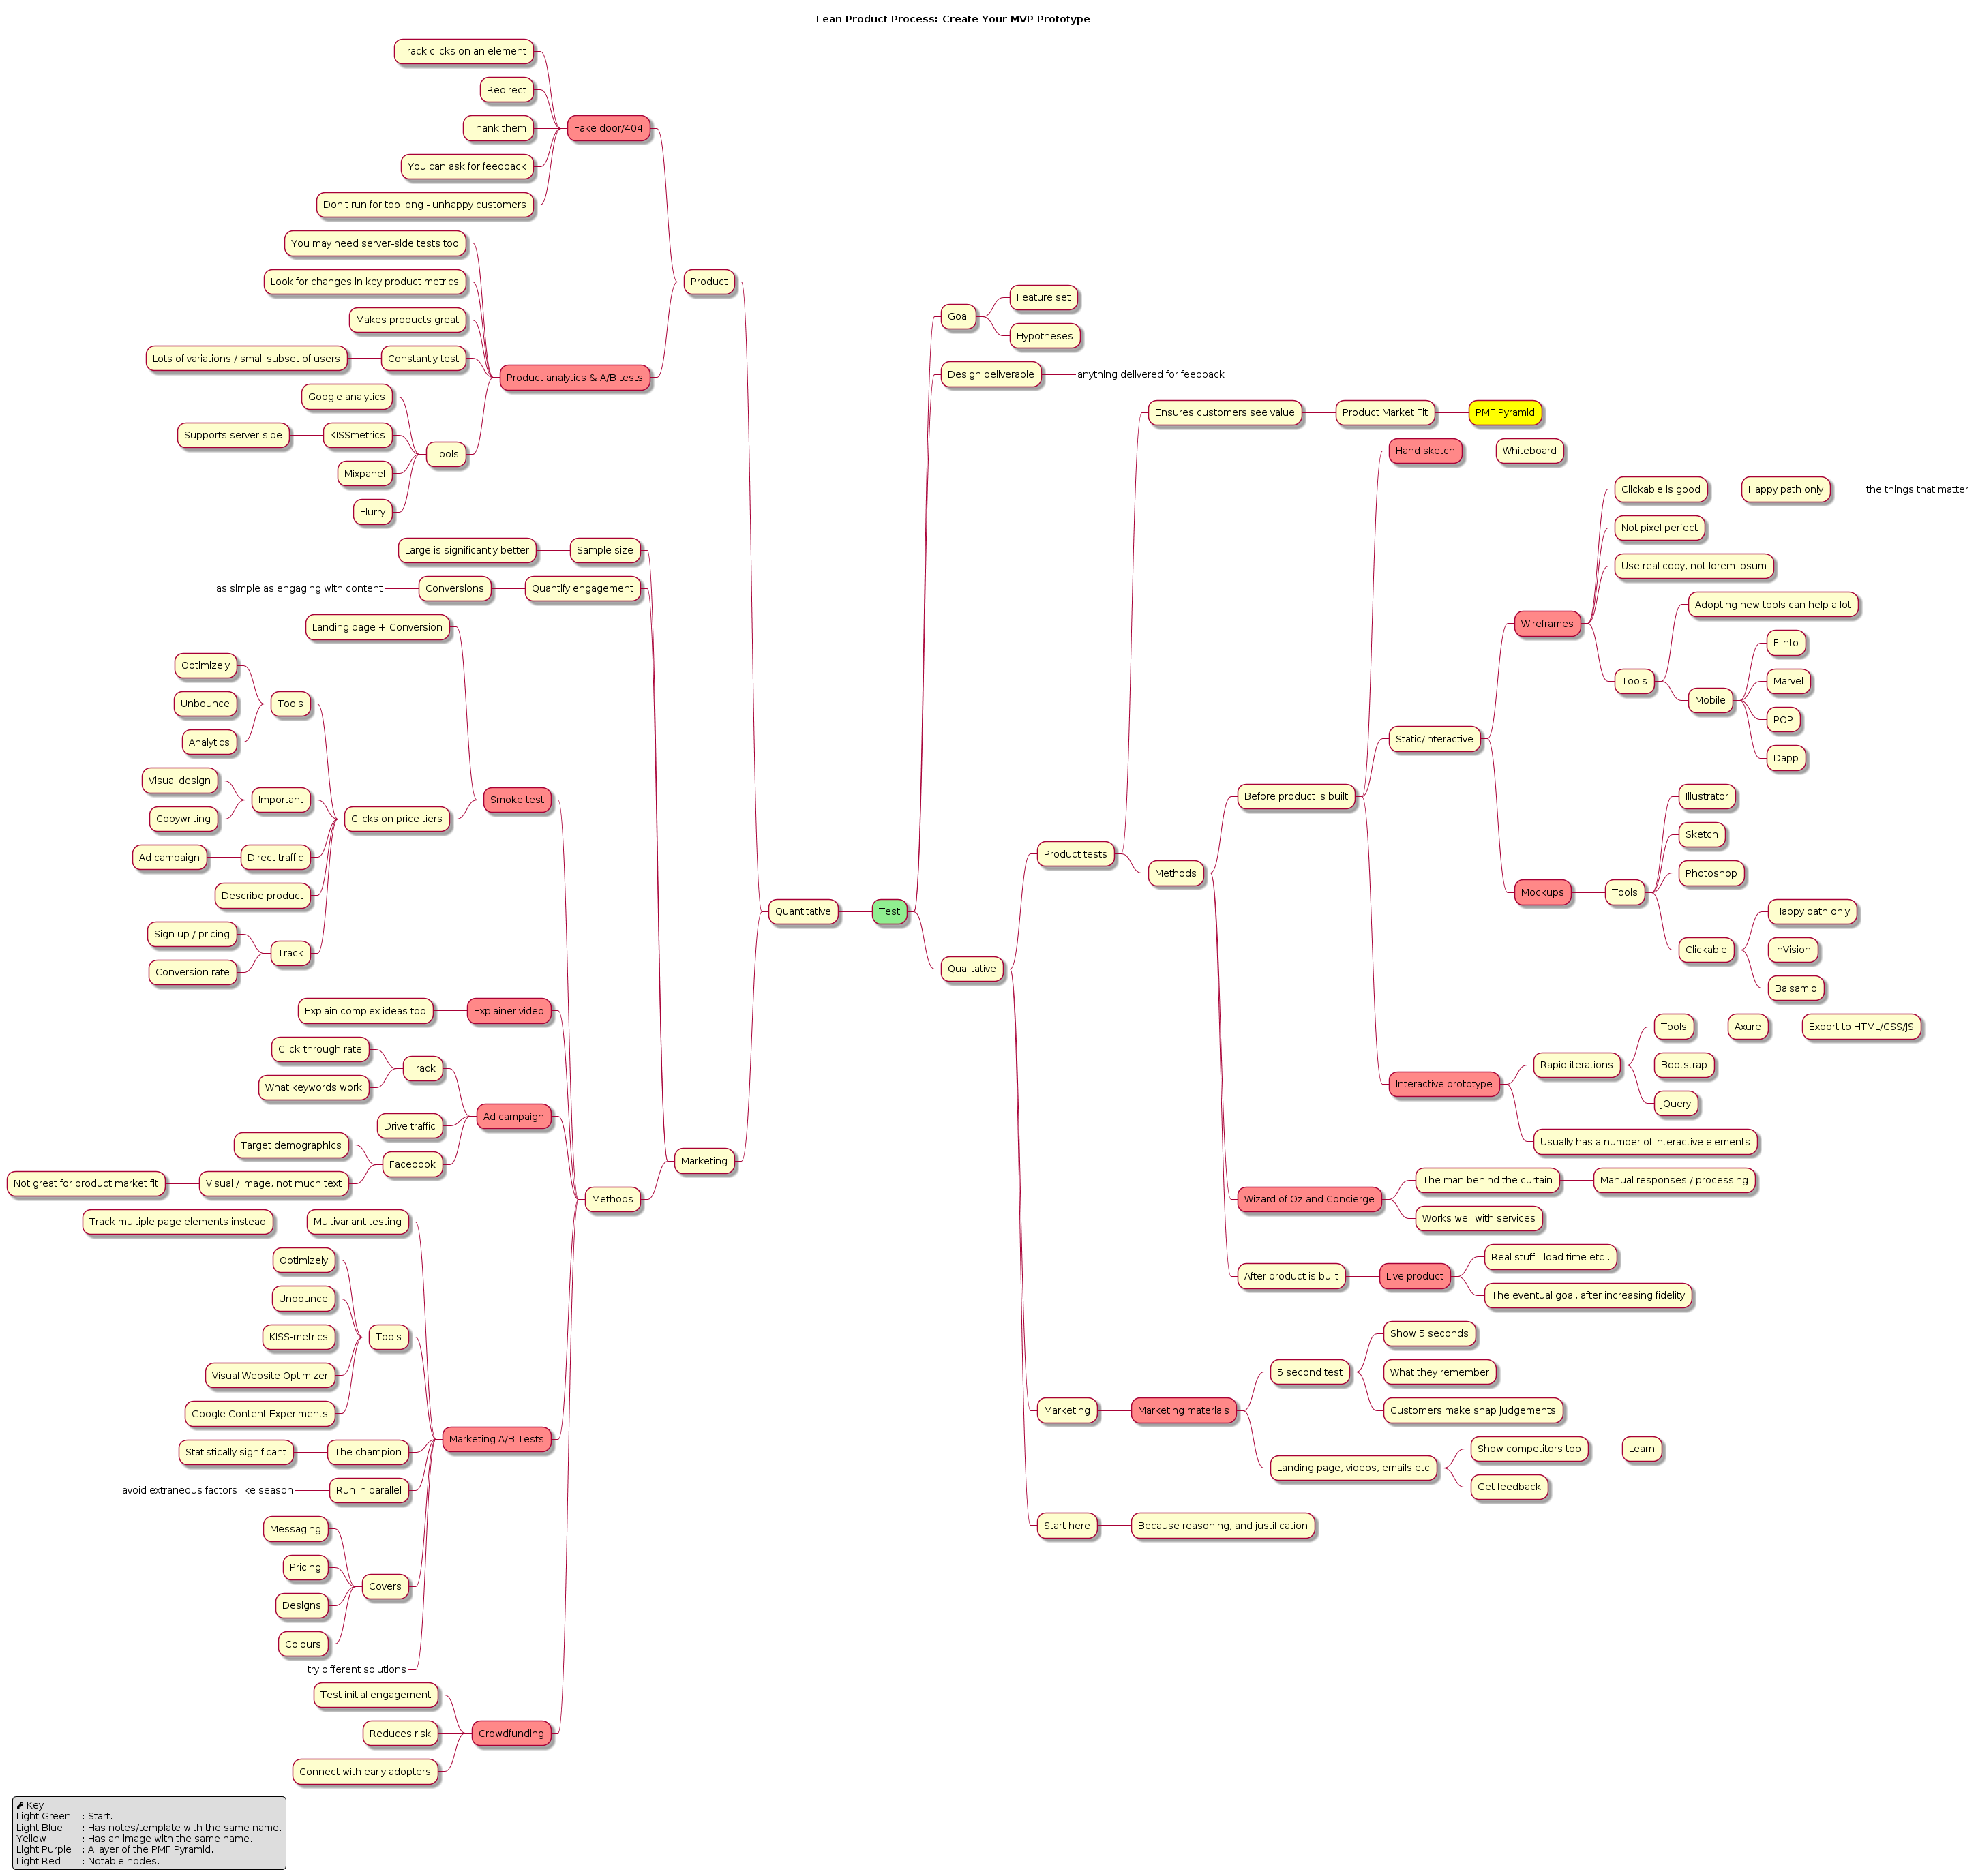 Lean Product Process: Create Your MVP Prototype
Track clicks on an element
Redirect
Thank them
You can ask for feedback
Don't run for too long - unhappy customers
Fake door/404
You may need server-side tests too
Look for changes in key product metrics
Makes products great
Lots of variations / small subset of users
Constantly test
Google analytics
Supports server-side
KISSmetrics
Mixpanel
Flurry
Tools
Product analytics & A/B tests
Product
Large is significantly better
Sample size
as simple as engaging with content
Conversions
Quantify engagement
Landing page + Conversion
Optimizely
Unbounce
Analytics
Tools
Visual design
Copywriting
Important
Ad campaign
Direct traffic
Describe product
Sign up / pricing
Conversion rate
Track
Clicks on price tiers
Smoke test
Explain complex ideas too
Explainer video
Click-through rate
What keywords work
Track
Drive traffic
Target demographics
Not great for product market fit
Visual / image, not much text
Facebook
Ad campaign
Track multiple page elements instead
Multivariant testing
Optimizely
Unbounce
KISS-metrics
Visual Website Optimizer
Google Content Experiments
Tools
Statistically significant
The champion
avoid extraneous factors like season
Run in parallel
Messaging
Pricing
Designs
Colours
Covers
try different solutions
Marketing A/B Tests
Test initial engagement
Reduces risk
Connect with early adopters
Crowdfunding
Methods
Marketing
Quantitative
Test
Goal
Feature set
Hypotheses
Design deliverable
anything delivered for feedback
Qualitative
Product tests
Ensures customers see value
Product Market Fit
PMF Pyramid
Methods
Before product is built
Hand sketch
Whiteboard
Static/interactive
Wireframes
Clickable is good
Happy path only
the things that matter
Not pixel perfect
Use real copy, not lorem ipsum
Tools
Adopting new tools can help a lot
Mobile
Flinto
Marvel
POP
Dapp
Mockups
Tools
Illustrator
Sketch
Photoshop
Clickable
Happy path only
inVision
Balsamiq
Interactive prototype
Rapid iterations
Tools
Axure
Export to HTML/CSS/JS
Bootstrap
jQuery
Usually has a number of interactive elements
Wizard of Oz and Concierge
The man behind the curtain
Manual responses / processing
Works well with services
After product is built
Live product
Real stuff - load time etc..
The eventual goal, after increasing fidelity
Marketing
Marketing materials
5 second test
Show 5 seconds
What they remember
Customers make snap judgements
Landing page, videos, emails etc
Show competitors too
Learn
Get feedback
Start here
Because reasoning, and justification
Key
Light Green : Start.
Light Blue : Has notes/template with the same name.
Yellow : Has an image with the same name.
Light Purple : A layer of the PMF Pyramid.
Light Red : Notable nodes.